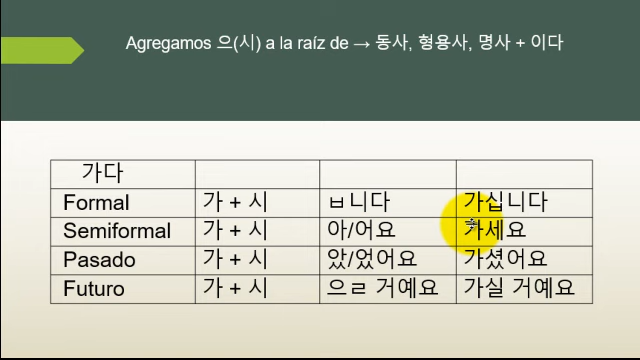 Agregamos 으(시) a la raíz de → 동사, 형용사, 명사 + 이다
가다
Formal 가 + 시 ㅂ니다 가십니다
Semiformal 가 + 시 아/어요 가세요
Pasado 가 + 시 았/었어요 가셨어요
Futuro 가 + 시 으ㄹ 거예요 가실 거예요